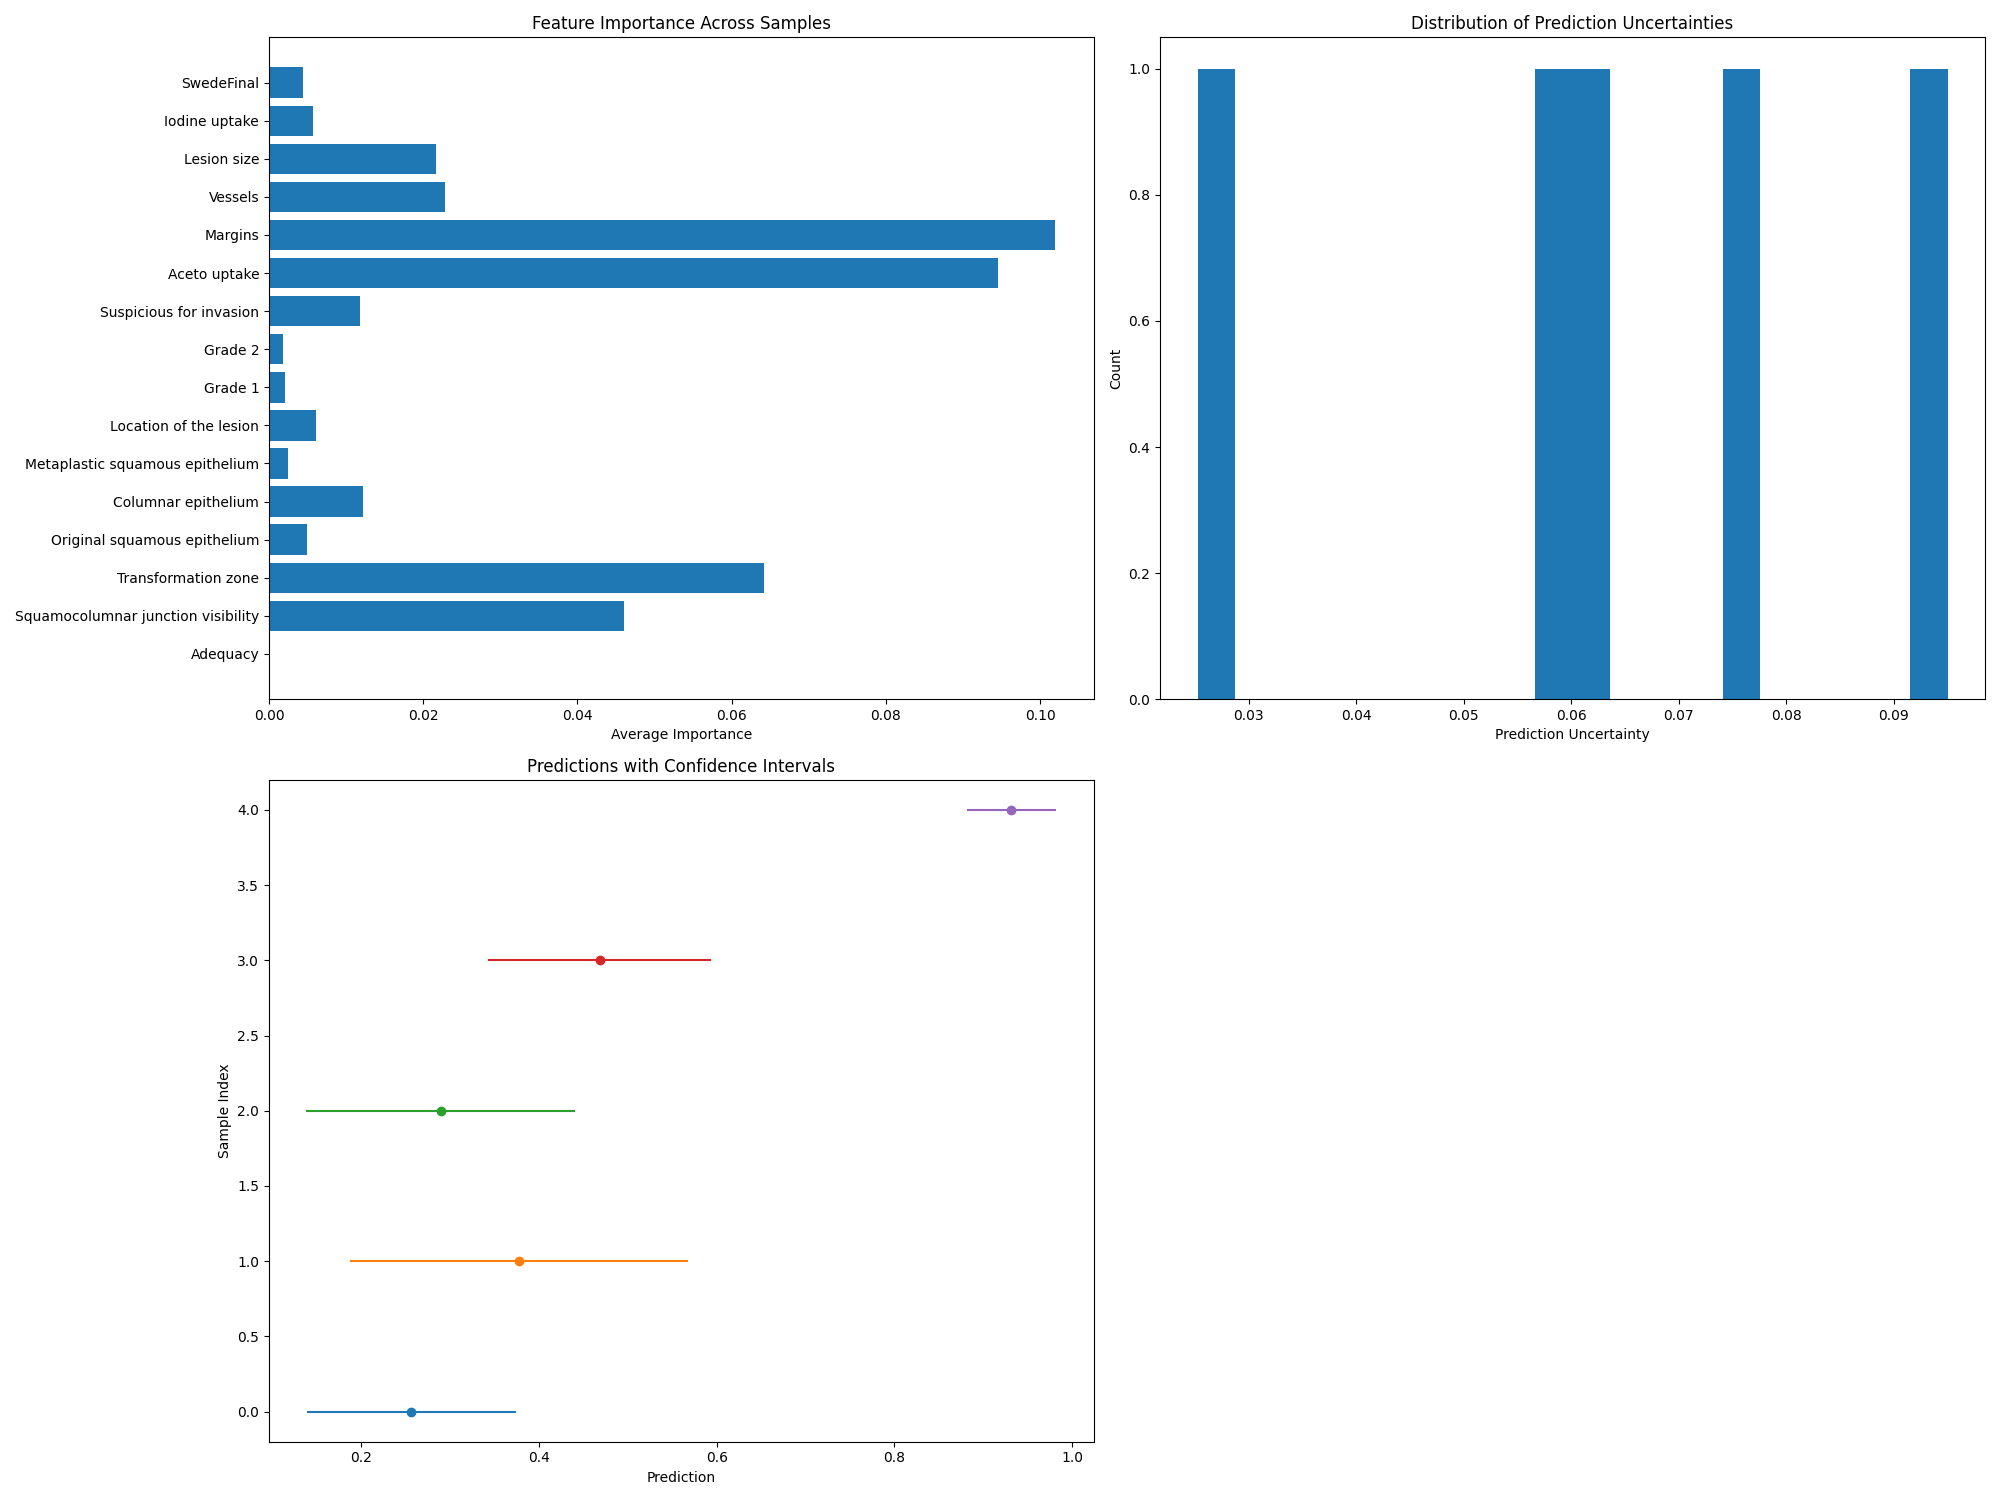 Feature Importance Across Samples
SwedeFinal
Iodine uptake
Lesion size
Vessels
Margins
Aceto uptake
Suspicious for invasion
Grade 2
Grade 1
Location of the lesion
Metaplastic squamous epithelium
Columnar epithelium
Original squamous epithelium
Transformation zone
Squamocolumnar junction visibility
Adequacy
0.00 0.02 0.04 0.06 0.08 0.10
Average Importance
Distribution of Prediction Uncertainties
1.0
0.8
0.6
0.4
0.2
0.0
Count
0.03 0.04 0.05 0.06 0.07 0.08 0.09
Prediction Uncertainty
Predictions with Confidence Intervals
4.0
3.5
3.0
2.5
2.0
1.5
1.0
0.5
0.0
Sample Index
0.2 0.4 0.6 0.8 1.0
Prediction